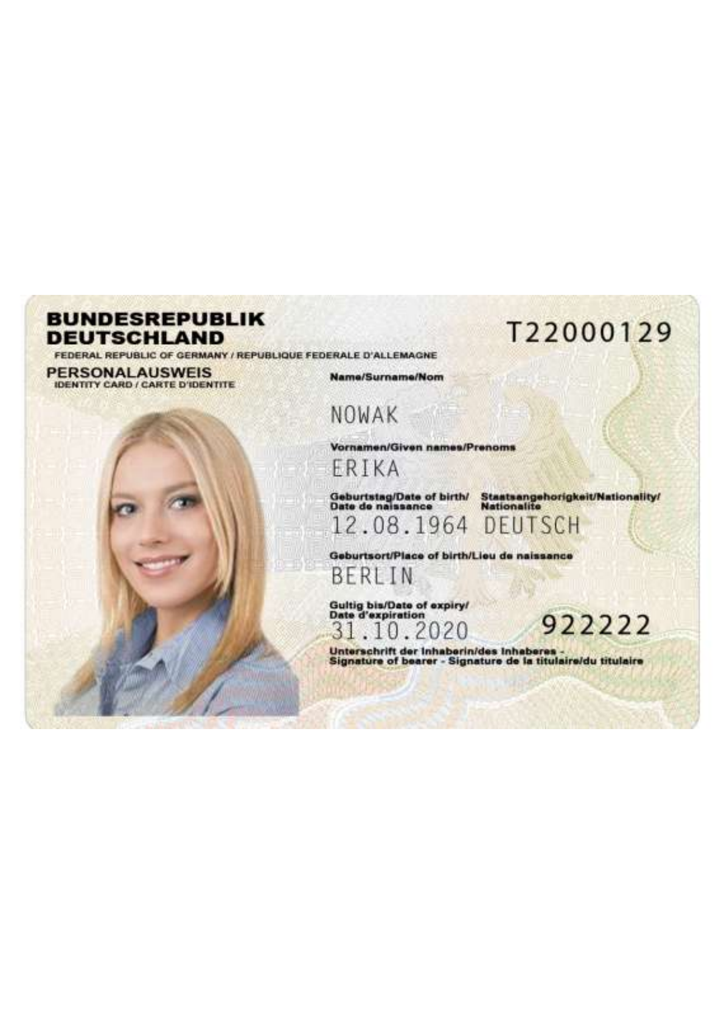 BUNDESREPUBLIK
DEUTSCHLAND
FEDERAL REPUBLIC OF GERMANY / REPUBLIQUE FEDERALE D'ALLEMAGNE
PERSONALAUSWEIS
IDENTITY CARD / CARTE D'IDENTITE
T22000129
Name/Surname/Nom
NOWAK
Vornamen/Given names/Prenoms
ERIKA
Geburtstag/Date of birth/
Date de naissance
12.08.1964
Staatsangehorigkeit/Nationality/
Nationalite
DEUTSCH
Geburtsort/Place of birth/Lieu de naissance
BERLIN
Gultig bis/Date of expiry/
Date d'expiration
31.10.2020
922222
Unterschrift der Inhaberin/des Inhaberes -
Signature of bearer - Signature de la titulaire/du titulaire